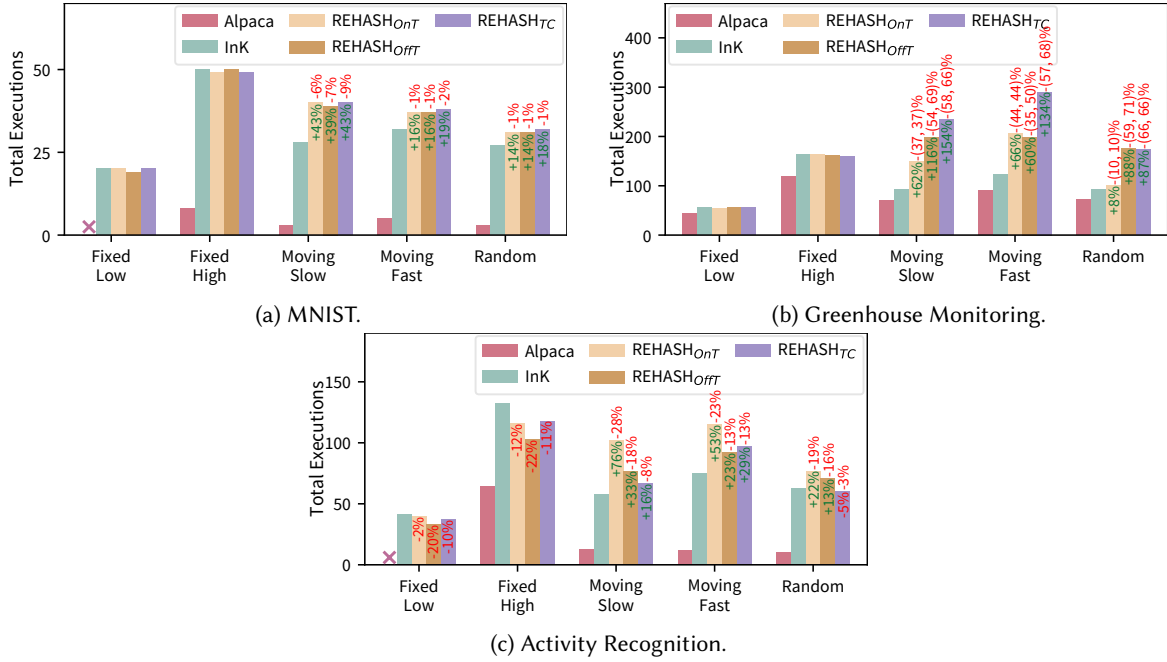 Alpaca
InK
REHASH_OnT
REHASH_OffT
REHASH_TC
Total Executions
50
25
0
-6%
-7%
-9%
+43%
+39%
+43%
-1%
-1%
-2%
+16%
+16%
+19%
-1%
-1%
-1%
+14%
+14%
+18%
Fixed Low
Fixed High
Moving Slow
Moving Fast
Random
(a) MNIST.
Alpaca
InK
REHASH_OnT
REHASH_OffT
REHASH_TC
Total Executions
400
300
200
100
0
+62% -(37, 37)%
+116% -(54, 69)%
+154% -(58, 66)%
+66% -(44, 44)%
+60% -(35, 50)%
+134% -(57, 68)%
+8% -(10, 10)%
+88% -(59, 71)%
+87% -(66, 66)%
Fixed Low
Fixed High
Moving Slow
Moving Fast
Random
(b) Greenhouse Monitoring.
Alpaca
InK
REHASH_OnT
REHASH_OffT
REHASH_TC
Total Executions
150
100
50
0
-2%
-20%
-10%
-12%
-22%
-11%
+76% -28%
+33% -18%
+16% -8%
+53% -23%
+23% -13%
+29% -13%
+22% -19%
+13% -16%
-5% -3%
Fixed Low
Fixed High
Moving Slow
Moving Fast
Random
(c) Activity Recognition.